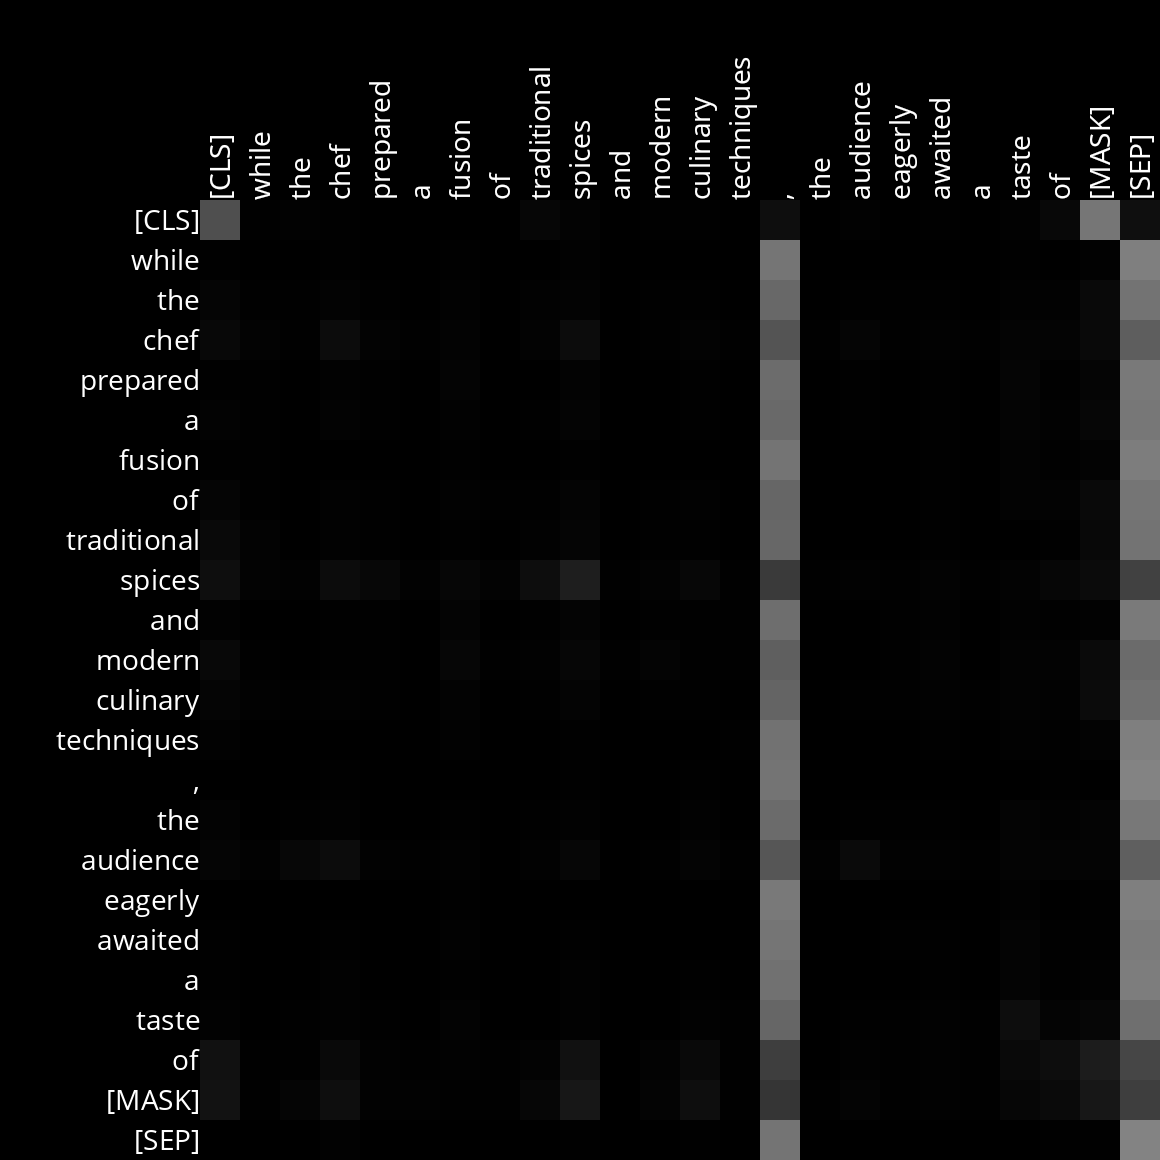 [CLS] while the chef prepared a fusion of traditional spices and modern culinary techniques , the audience eagerly awaited a taste of [MASK] [SEP]
[CLS]
while
the
chef
prepared
a
fusion
of
traditional
spices
and
modern
culinary
techniques
,
the
audience
eagerly
awaited
a
taste
of
[MASK]
[SEP]